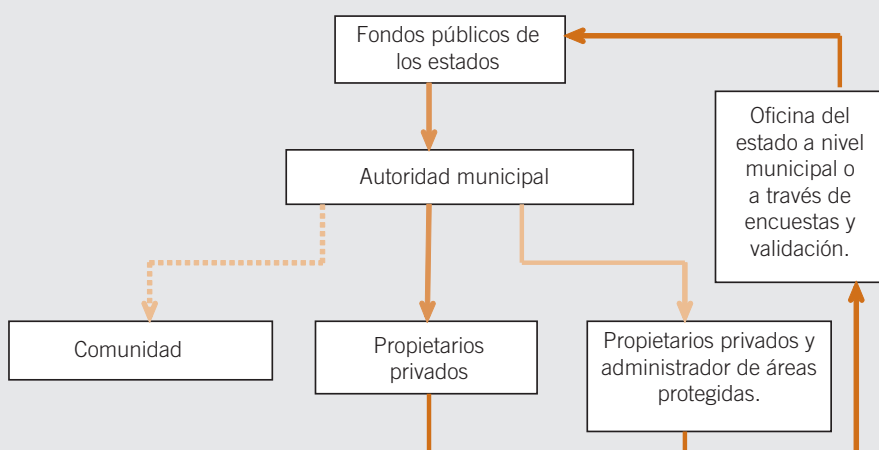 Fondos públicos de
los estados
Oficina del
estado a nivel
municipal o
a través de
encuestas y
validación.
Autoridad municipal
Comunidad
Propietarios
privados
Propietarios privados y
administrador de áreas
protegidas.